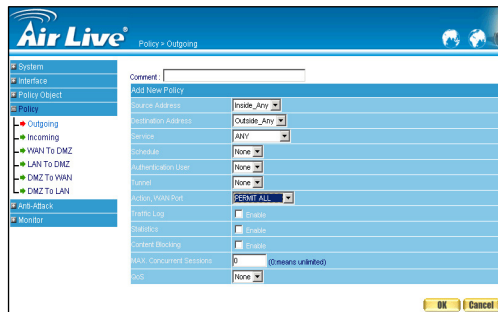 Air Live®
Policy > Outgoing
System
Interface
Policy Object
Policy
Outgoing
Incoming
WAN To DMZ
LAN To DMZ
DMZ To WAN
DMZ To LAN
Anti-Attack
Monitor
Comment :
Add New Policy
Source Address Inside_Any
Destination Address Outside_Any
Service ANY
Schedule None
Authentication User None
Tunnel None
Action, WAN Port PERMIT ALL
Traffic Log Enable
Statistics Enable
Content Blocking Enable
MAX. Concurrent Sessions 0 (0:means unlimited)
QoS None
OK Cancel